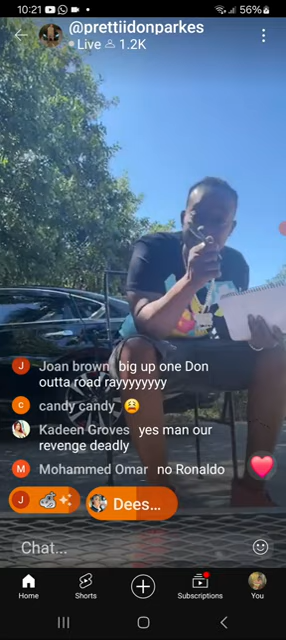 10:21
56%
@prettiidonparkes
Live 1.2K
J Joan brown big up one Don
outta road rayyyyyyyy
c candy candy 😩
Kadeen Groves yes man our
revenge deadly
M Mohammed Omar no Ronaldo
J
Dees...
Chat...
Home
Shorts
Subscriptions
You